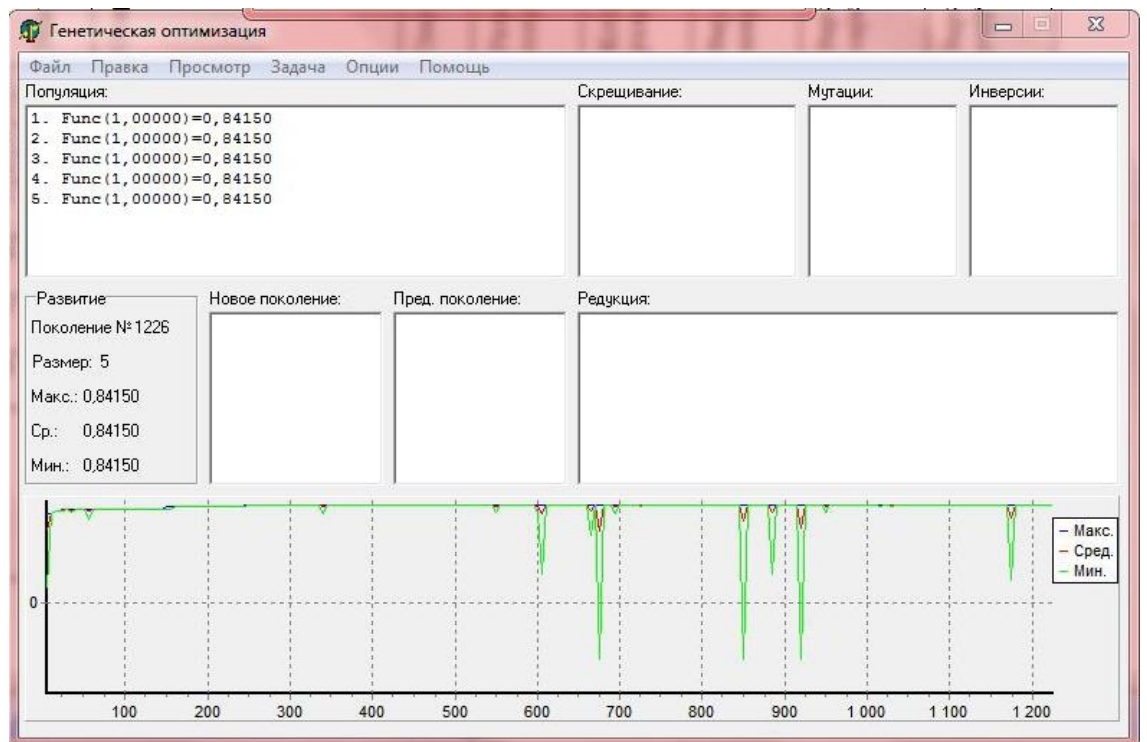 Генетическая оптимизация
Файл Правка Просмотр Задача Опции Помощь
Популяция:
1. Func(1,00000)=0,84150
2. Func(1,00000)=0,84150
3. Func(1,00000)=0,84150
4. Func(1,00000)=0,84150
5. Func(1,00000)=0,84150
Скрещивание:
Мутации:
Инверсии:
Развитие
Поколение № 1226
Размер: 5
Макс.: 0,84150
Ср.: 0,84150
Мин.: 0,84150
Новое поколение:
Пред. поколение:
Редукция:
Макс.
Сред.
Мин.
0
100 200 300 400 500 600 700 800 900 1 000 1 100 1 200